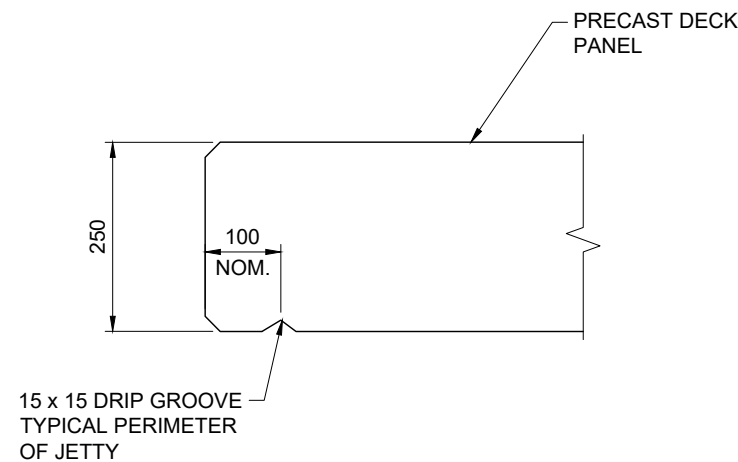 PRECAST DECK
PANEL
250
100
NOM.
15 x 15 DRIP GROOVE
TYPICAL PERIMETER
OF JETTY